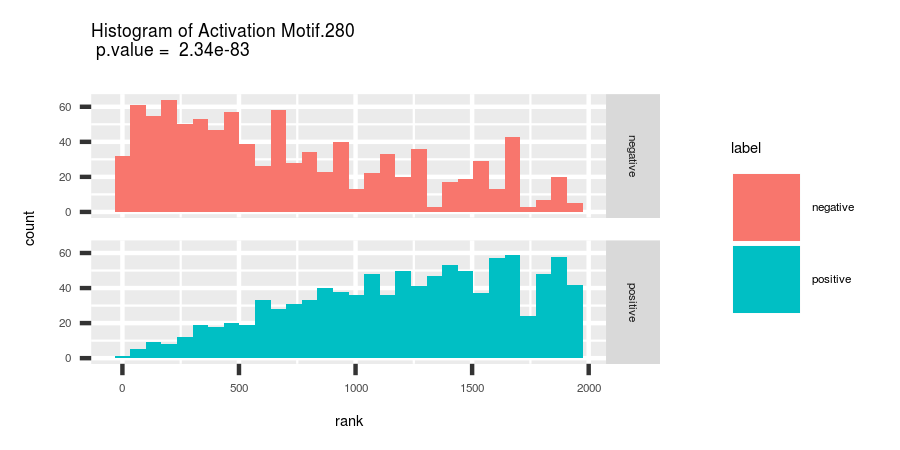 Histogram of Activation Motif.280
p.value = 2.34e-83
count
60
40
20
0
negative
60
40
20
0
positive
0
500
1000
1500
2000
rank
label
negative
positive